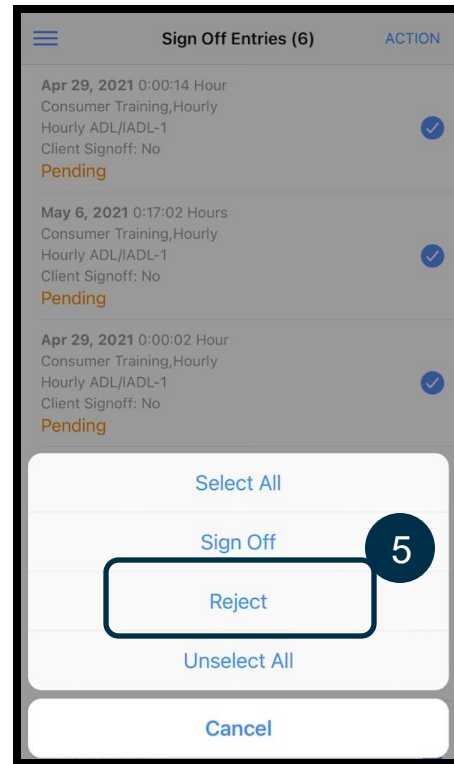 Sign Off Entries (6) ACTION
Apr 29, 2021 0:00:14 Hour
Consumer Training,Hourly
Hourly ADL/IADL-1
Client Signoff: No
Pending
May 6, 2021 0:17:02 Hours
Consumer Training,Hourly
Hourly ADL/IADL-1
Client Signoff: No
Pending
Apr 29, 2021 0:00:02 Hour
Consumer Training,Hourly
Hourly ADL/IADL-1
Client Signoff: No
Pending
Select All
Sign Off
5
Reject
Unselect All
Cancel